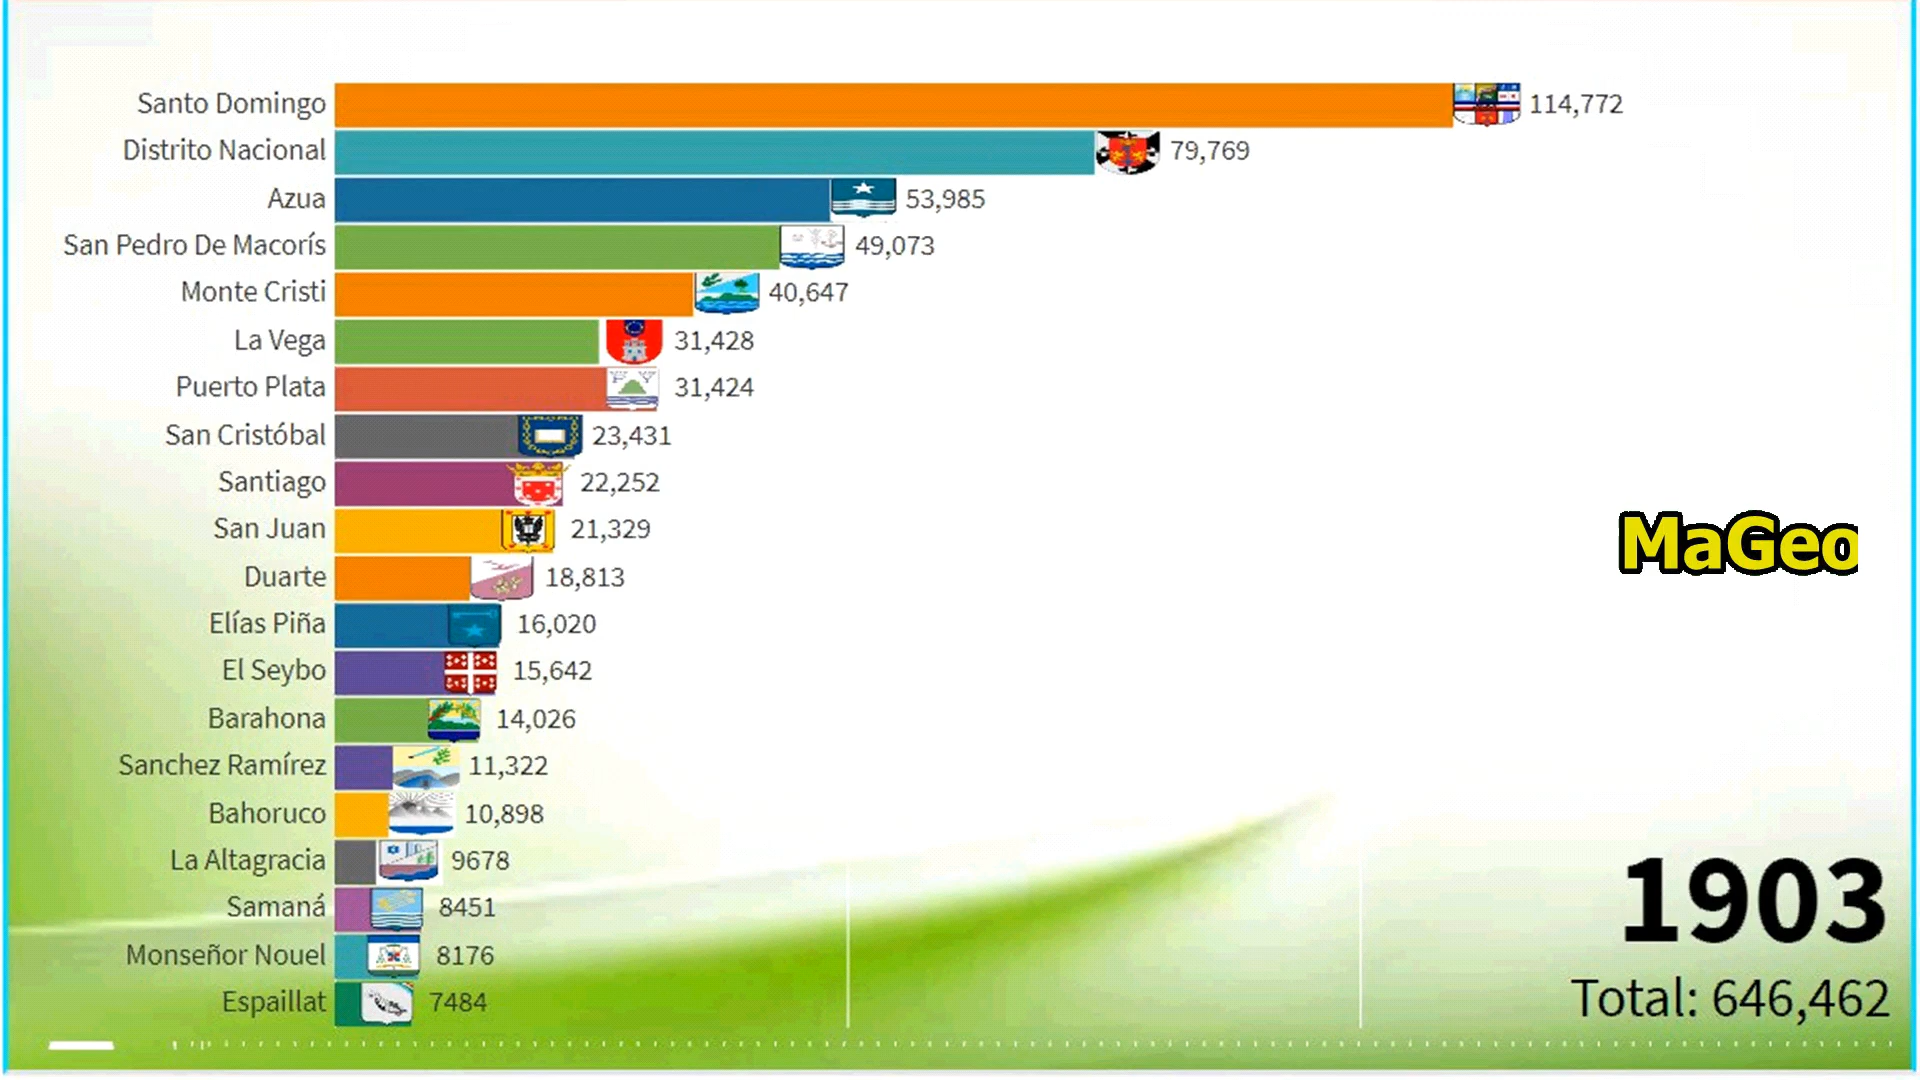 Santo Domingo 114,772
Distrito Nacional 79,769
Azua 53,985
San Pedro De Macorís 49,073
Monte Cristi 40,647
La Vega 31,428
Puerto Plata 31,424
San Cristóbal 23,431
Santiago 22,252
San Juan 21,329
MaGeo
Duarte 18,813
Elías Piña 16,020
El Seybo 15,642
Barahona 14,026
Sanchez Ramírez 11,322
Bahoruco 10,898
La Altagracia 9678
Samaná 8451
Monseñor Nouel 8176
Espaillat 7484
1903
Total: 646,462